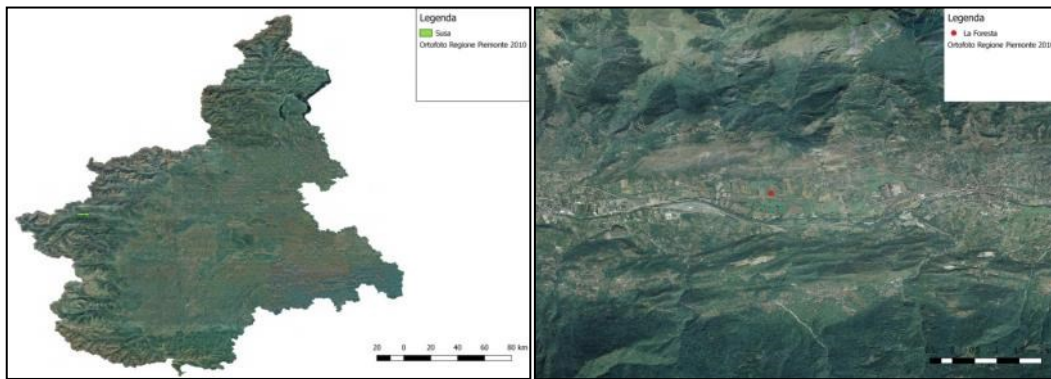 Legenda
Susa
Ortofoto Regione Piemonte 2010
20 0 20 40 60 80 km
Legenda
La Foresta
Ortofoto Regione Piemonte 2010